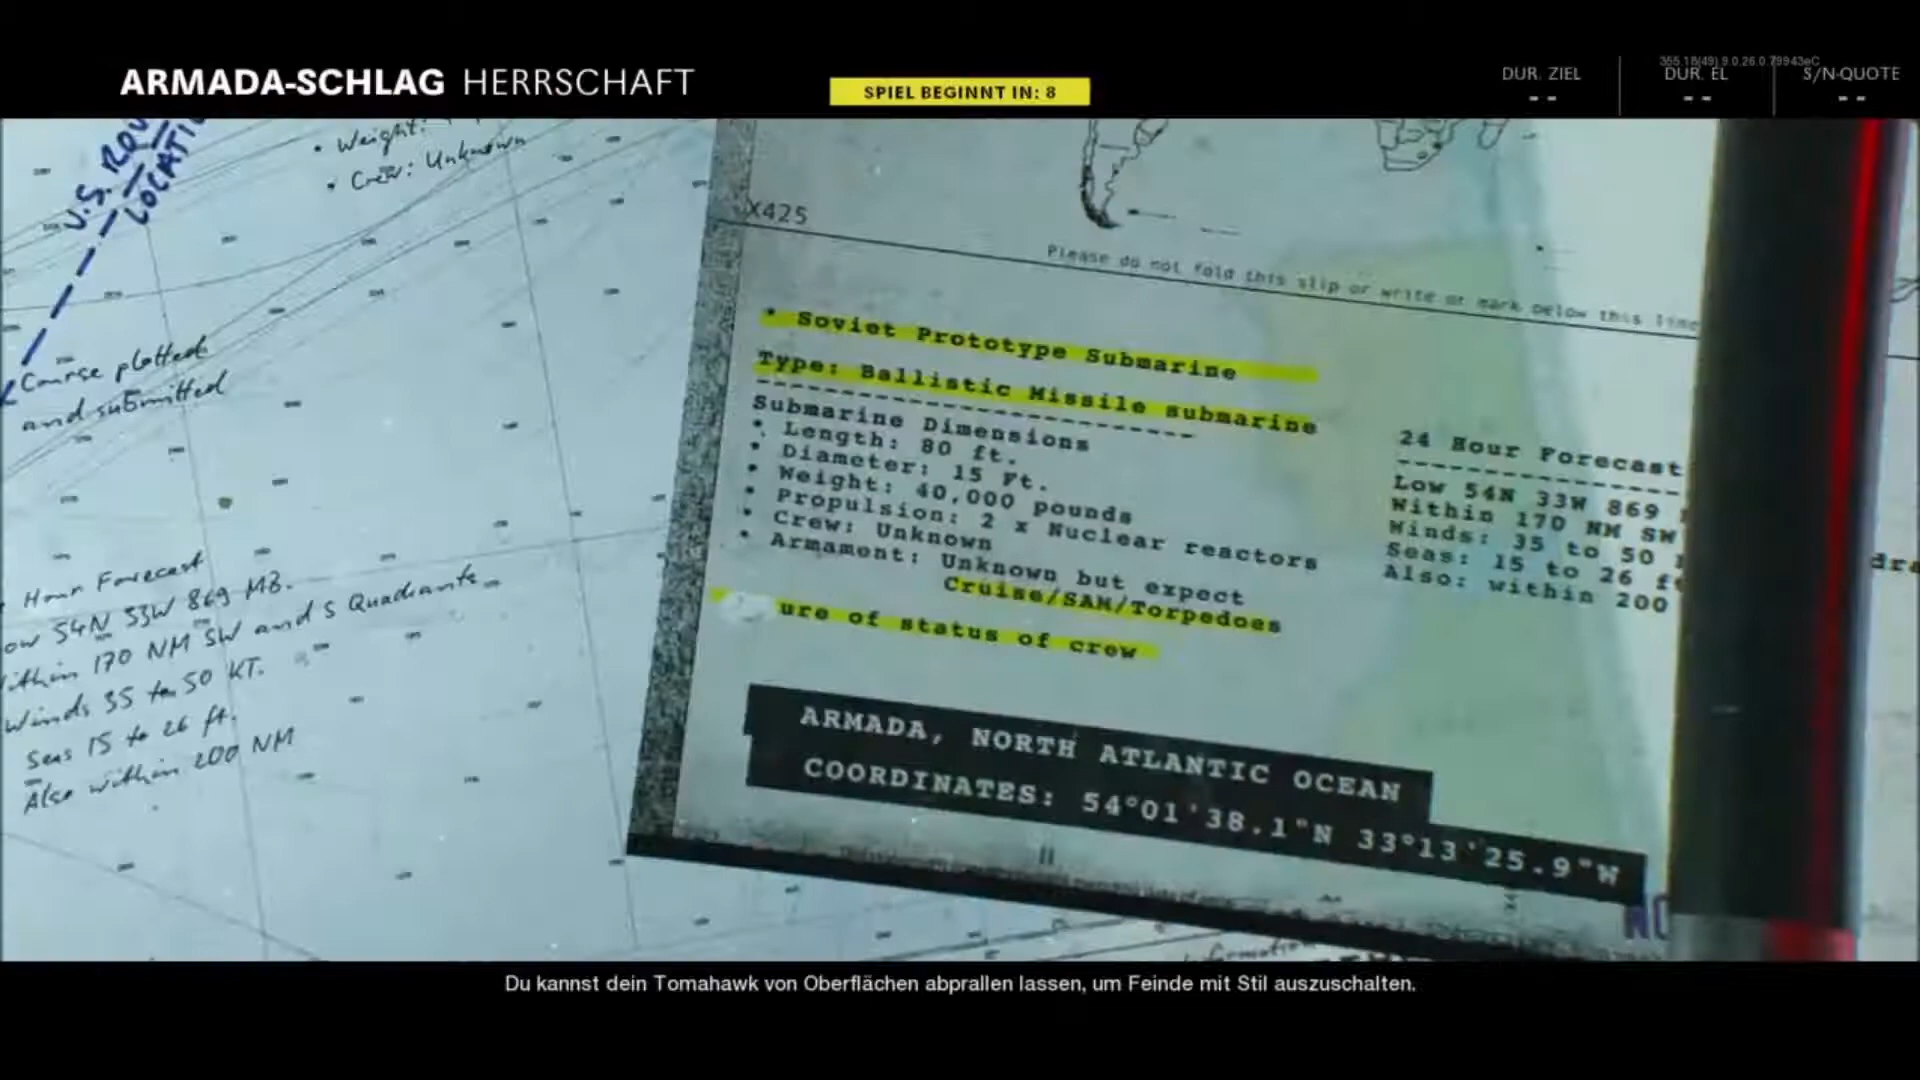 ARMADA-SCHLAG HERRSCHAFT
SPIEL BEGINNT IN: 8
DUR. ZIEL
--
DUR. EL
--
S/N-QUOTE
--
U.S.
• Weight:
• Crew: Unknown
Course plotted
and submitted
Hour Forecast
54N 33W 869 MB.
170 NM SW and S Quadrants
Winds 35 to 50 KT.
Seas 15 to 26 ft.
Also within 200 NM
X425
Please do not fold this slip or write or mark below this line
• Soviet Prototype Submarine
Type: Ballistic Missile submarine
Submarine Dimensions
• Length: 80 ft.
• Diameter: 15 Ft.
• Weight: 40,000 pounds
• Propulsion: 2 x Nuclear reactors
• Crew: Unknown
• Armament: Unknown but expect
Cruise/SAM/Torpedoes
ure of status of crew
24 Hour Forecast
Low 54N 33W 869
Within 170 NM SW
Winds: 35 to 50
Seas: 15 to 26
Also: within 200
ARMADA, NORTH ATLANTIC OCEAN
COORDINATES: 54°01'38.1"N 33°13'25.9"W
Du kannst dein Tomahawk von Oberflächen abprallen lassen, um Feinde mit Stil auszuschalten.